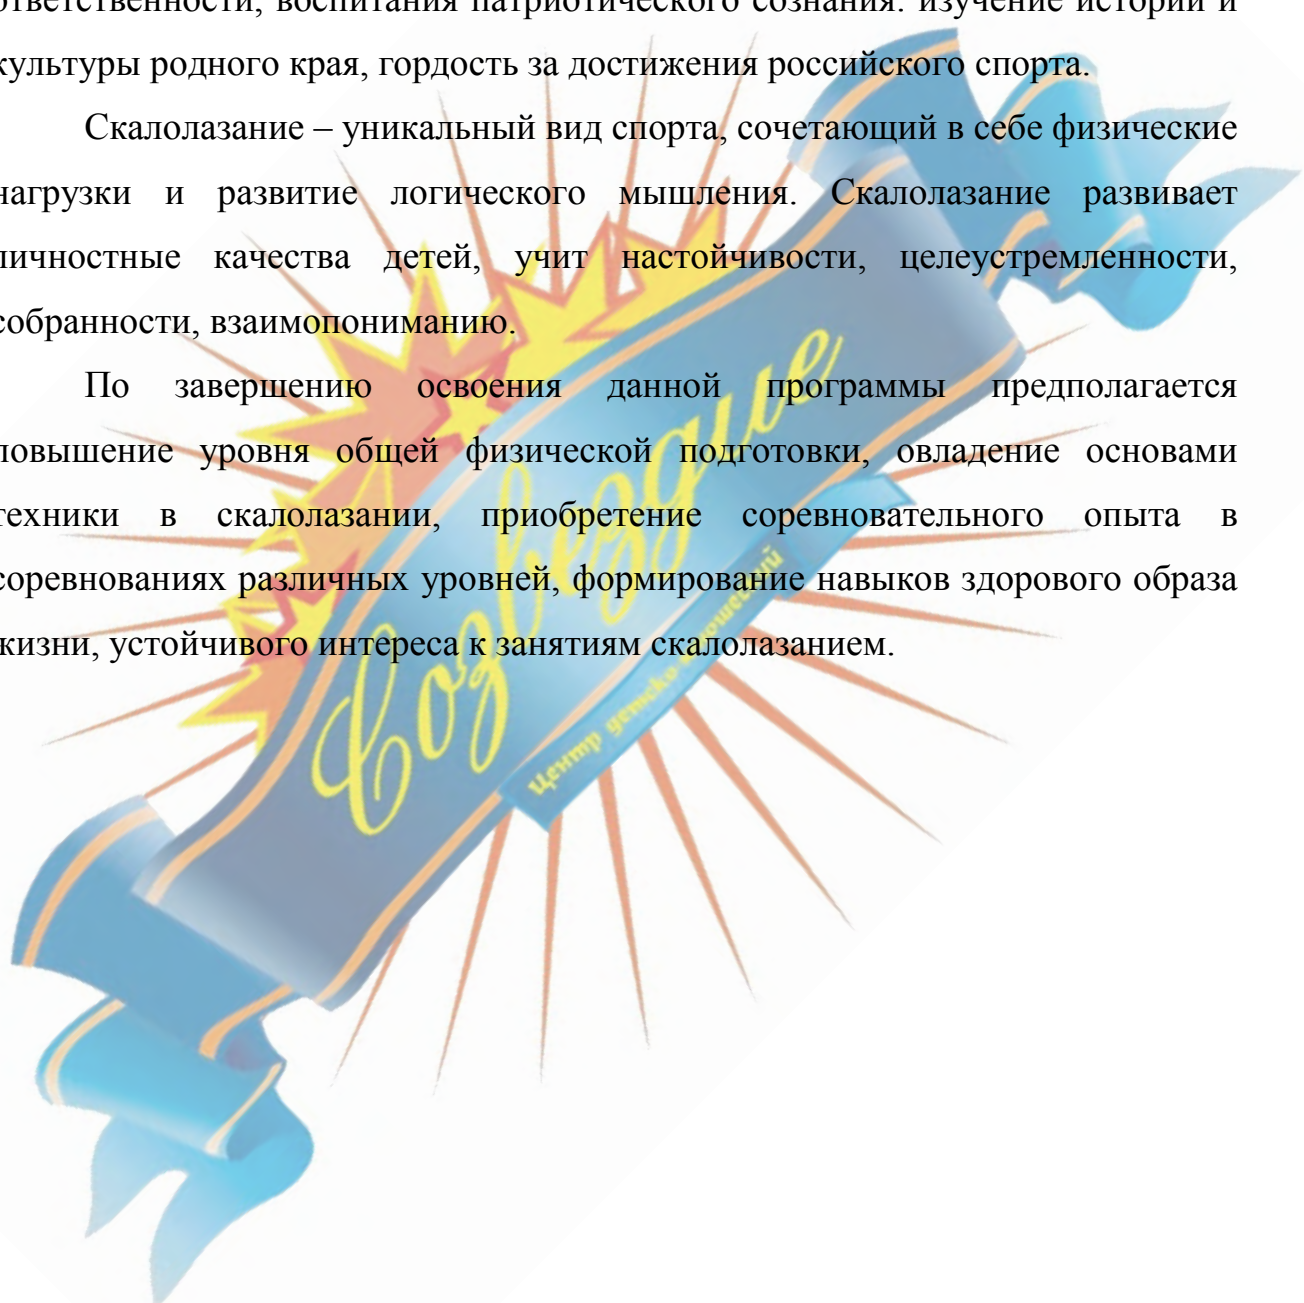 ответственности, воспитания патриотического сознания: изучение истории и
культуры родного края, гордость за достижения российского спорта.
Скалолазание – уникальный вид спорта, сочетающий в себе физические
нагрузки и развитие логического мышления. Скалолазание развивает
личностные качества детей, учит настойчивости, целеустремленности,
собранности, взаимопониманию.
По завершению освоения данной программы предполагается
повышение уровня общей физической подготовки, овладение основами
техники в скалолазании, приобретение соревновательного опыта в
соревнованиях различных уровней, формирование навыков здорового образа
жизни, устойчивого интереса к занятиям скалолазанием.
Созвездие
Центр детско юношеский